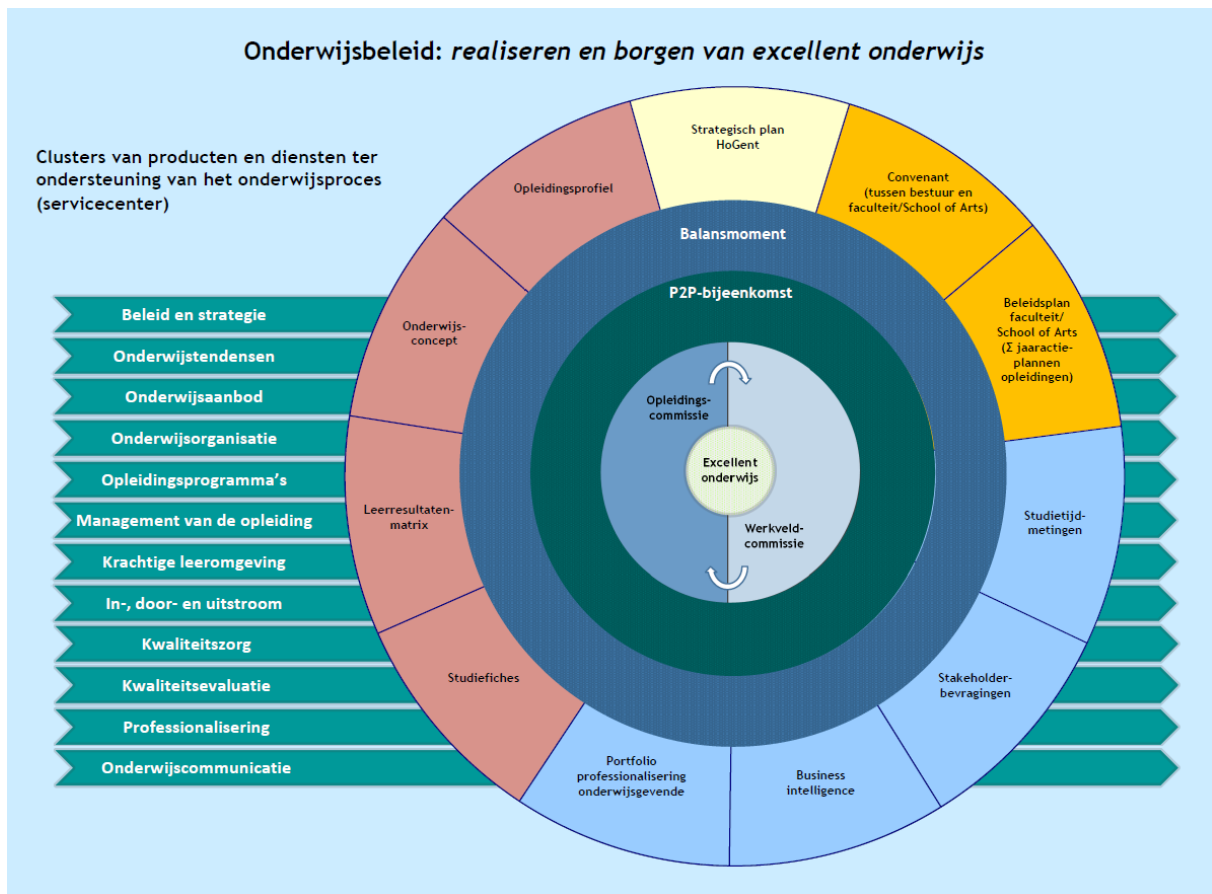 Onderwijsbeleid: realiseren en borgen van excellent onderwijs
Clusters van producten en diensten ter
ondersteuning van het onderwijsproces
(servicecenter)
Beleid en strategie
Onderwijstendensen
Onderwijsaanbod
Onderwijsorganisatie
Opleidingsprogramma's
Management van de opleiding
Krachtige leeromgeving
In-, door- en uitstroom
Kwaliteitszorg
Kwaliteitsevaluatie
Professionalisering
Onderwijscommunicatie
Strategisch plan
HoGent
Convenant
(tussen bestuur en
faculteit/School of Arts)
Beleidsplan
faculteit/
School of Arts
(Σ jaaractie-
plannen
opleidingen)
Studietijd-
metingen
Stakeholder-
bevragingen
Business
intelligence
Portfolio
professionalisering
onderwijsgevende
Studiefiches
Leerresultaten-
matrix
Onderwijs-
concept
Opleidingsprofiel
Balansmoment
P2P-bijeenkomst
Opleidings-
commissie
Excellent
onderwijs
Werkveld-
commissie